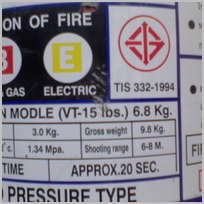 ON OF FIRE
B E
GAS ELECTRIC TIS 332-1994
N MODLE (VT-15 lbs.) 6.8 Kg.
3.0 Kg. Gross weight 9.6 Kg.
°c. 1.34 Mpa. Shooting range 6-8 M.
TIME APPROX.20 SEC.
PRESSURE TYPE